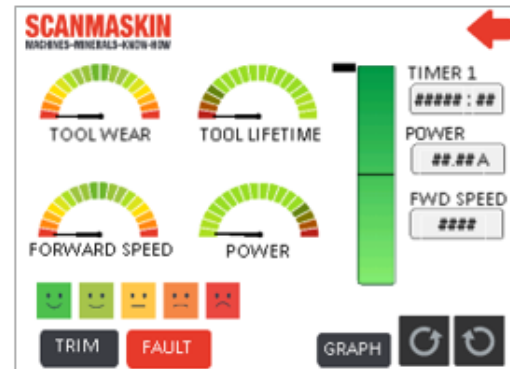 SCANMASKIN
MACHINES-MINERALS-KNOW-HOW
TOOL WEAR
TOOL LIFETIME
FORWARD SPEED
POWER
TIMER 1
##### : ##
POWER
##.## A
FWD SPEED
####
TRIM
FAULT
GRAPH